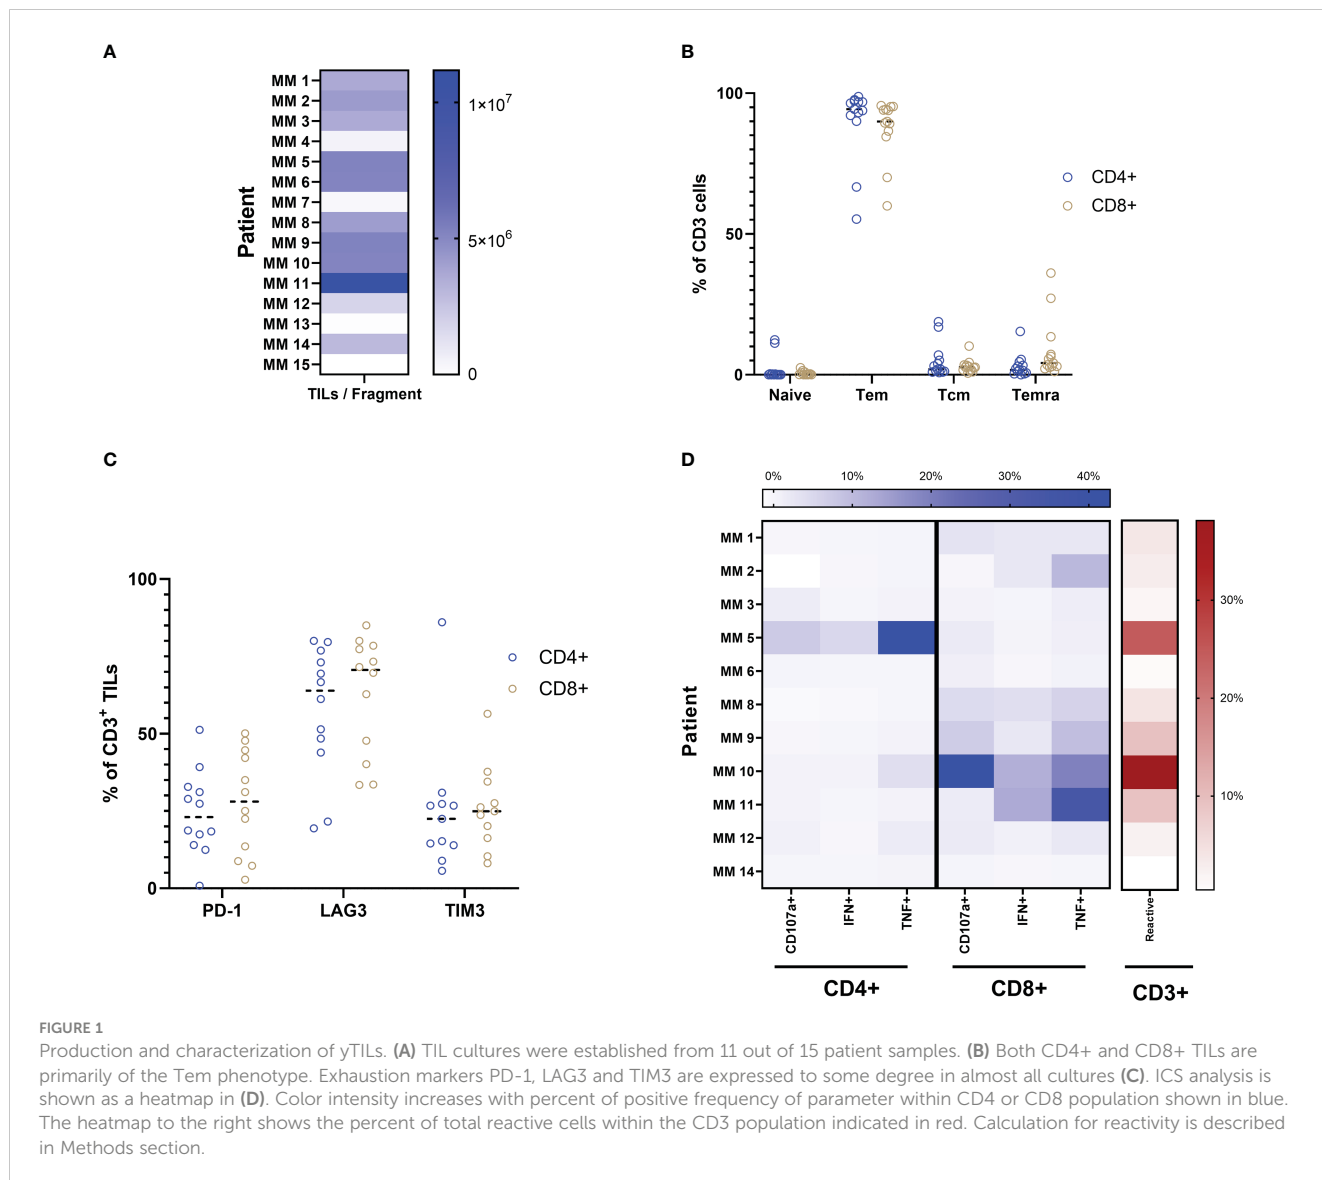 A
MM 1
MM 2
MM 3
MM 4
MM 5
MM 6
MM 7
MM 8
MM 9
MM 10
MM 11
MM 12
MM 13
MM 14
MM 15
Patient
TILs / Fragment
1×10⁷
5×10⁶
0
B
100
50
0
% of CD3 cells
Naive Tem Tcm Temra
CD4+
CD8+
C
100
50
0
% of CD3⁺ TILs
PD-1 LAG3 TIM3
CD4+
CD8+
D
0% 10% 20% 30% 40%
MM 1
MM 2
MM 3
MM 5
MM 6
MM 8
MM 9
MM 10
MM 11
MM 12
MM 14
Patient
CD107a+ IFN+ TNF+ CD107a+ IFN+ TNF+ Reactive
CD4+ CD8+ CD3+
30%
20%
10%
FIGURE 1
Production and characterization of yTILs. (A) TIL cultures were established from 11 out of 15 patient samples. (B) Both CD4+ and CD8+ TILs are
primarily of the Tem phenotype. Exhaustion markers PD-1, LAG3 and TIM3 are expressed to some degree in almost all cultures (C). ICS analysis is
shown as a heatmap in (D). Color intensity increases with percent of positive frequency of parameter within CD4 or CD8 population shown in blue.
The heatmap to the right shows the percent of total reactive cells within the CD3 population indicated in red. Calculation for reactivity is described
in Methods section.